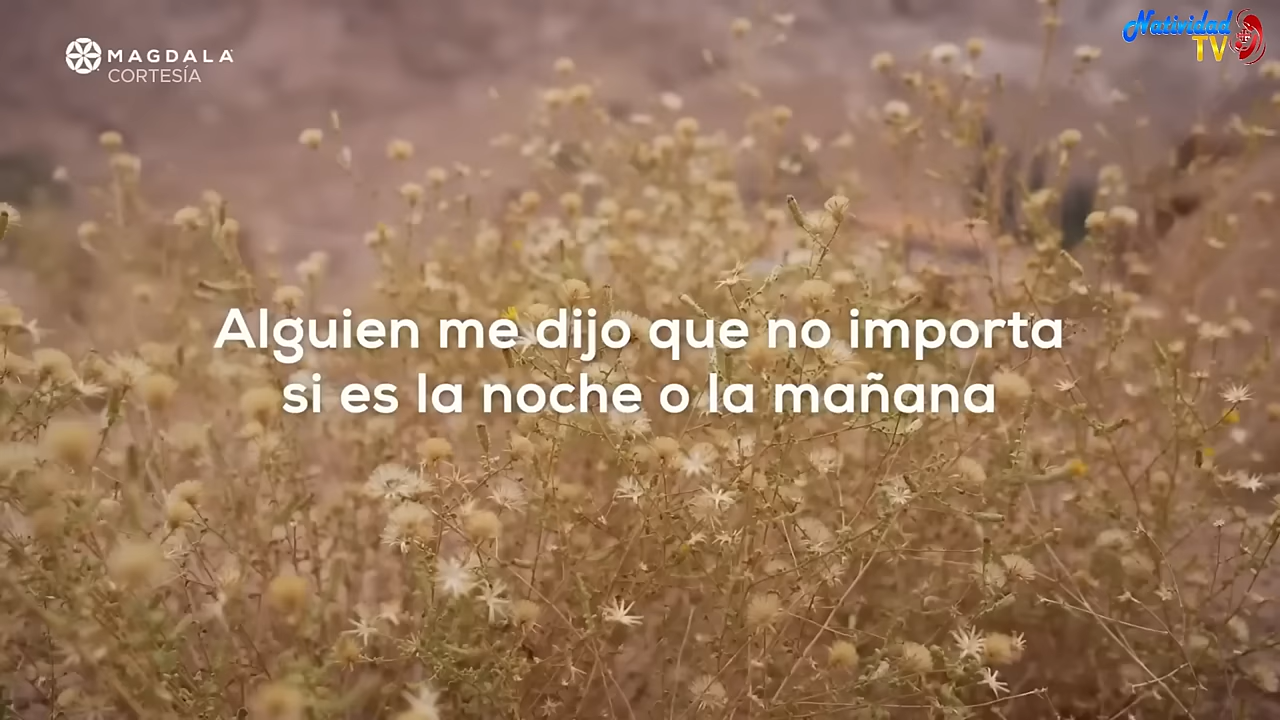 MAGDALA
CORTESÍA
Natividad
TV
Alguien me dijo que no importa
si es la noche o la mañana